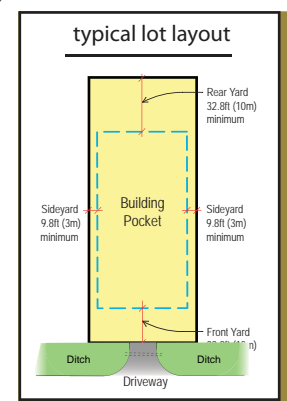 typical lot layout
Rear Yard
32.8ft (10m)
minimum
Building
Pocket
Sideyard
9.8ft (3m)
minimum
Sideyard
9.8ft (3m)
minimum
Front Yard
Ditch
Ditch
Driveway